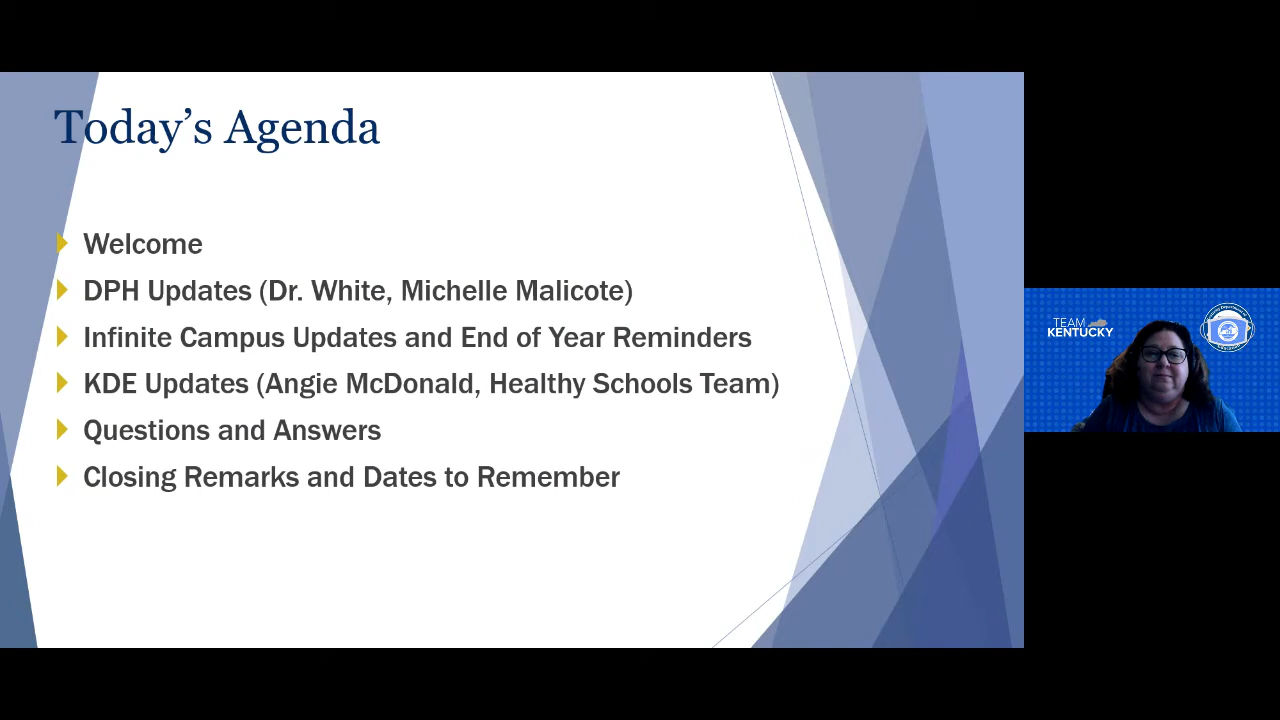 Today's Agenda
Welcome
DPH Updates (Dr. White, Michelle Malicote)
Infinite Campus Updates and End of Year Reminders
KDE Updates (Angie McDonald, Healthy Schools Team)
Questions and Answers
Closing Remarks and Dates to Remember
TEAM
KENTUCKY